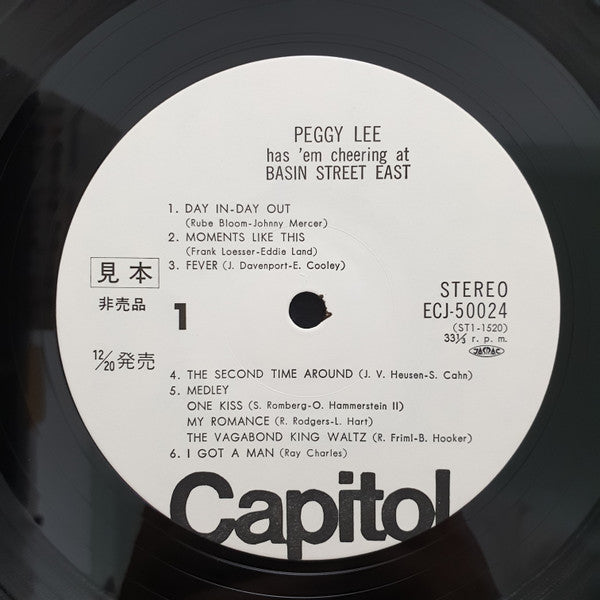 PEGGY LEE
has 'em cheering at
BASIN STREET EAST
1. DAY IN-DAY OUT
(Rube Bloom-Johnny Mercer)
2. MOMENTS LIKE THIS
(Frank Loesser-Eddie Land)
3. FEVER (J. Davenport-E. Cooley)
見本
非売品
1
STEREO
ECJ-50024
(ST1-1520)
33⅓ r. p. m.
JASRAC
12/20発売
4. THE SECOND TIME AROUND (J. V. Heusen-S. Cahn)
5. MEDLEY
ONE KISS (S. Romberg-O. Hammerstein II)
MY ROMANCE (R. Rodgers-L. Hart)
THE VAGABOND KING WALTZ (R. Friml-B. Hooker)
6. I GOT A MAN (Ray Charles)
Capitol